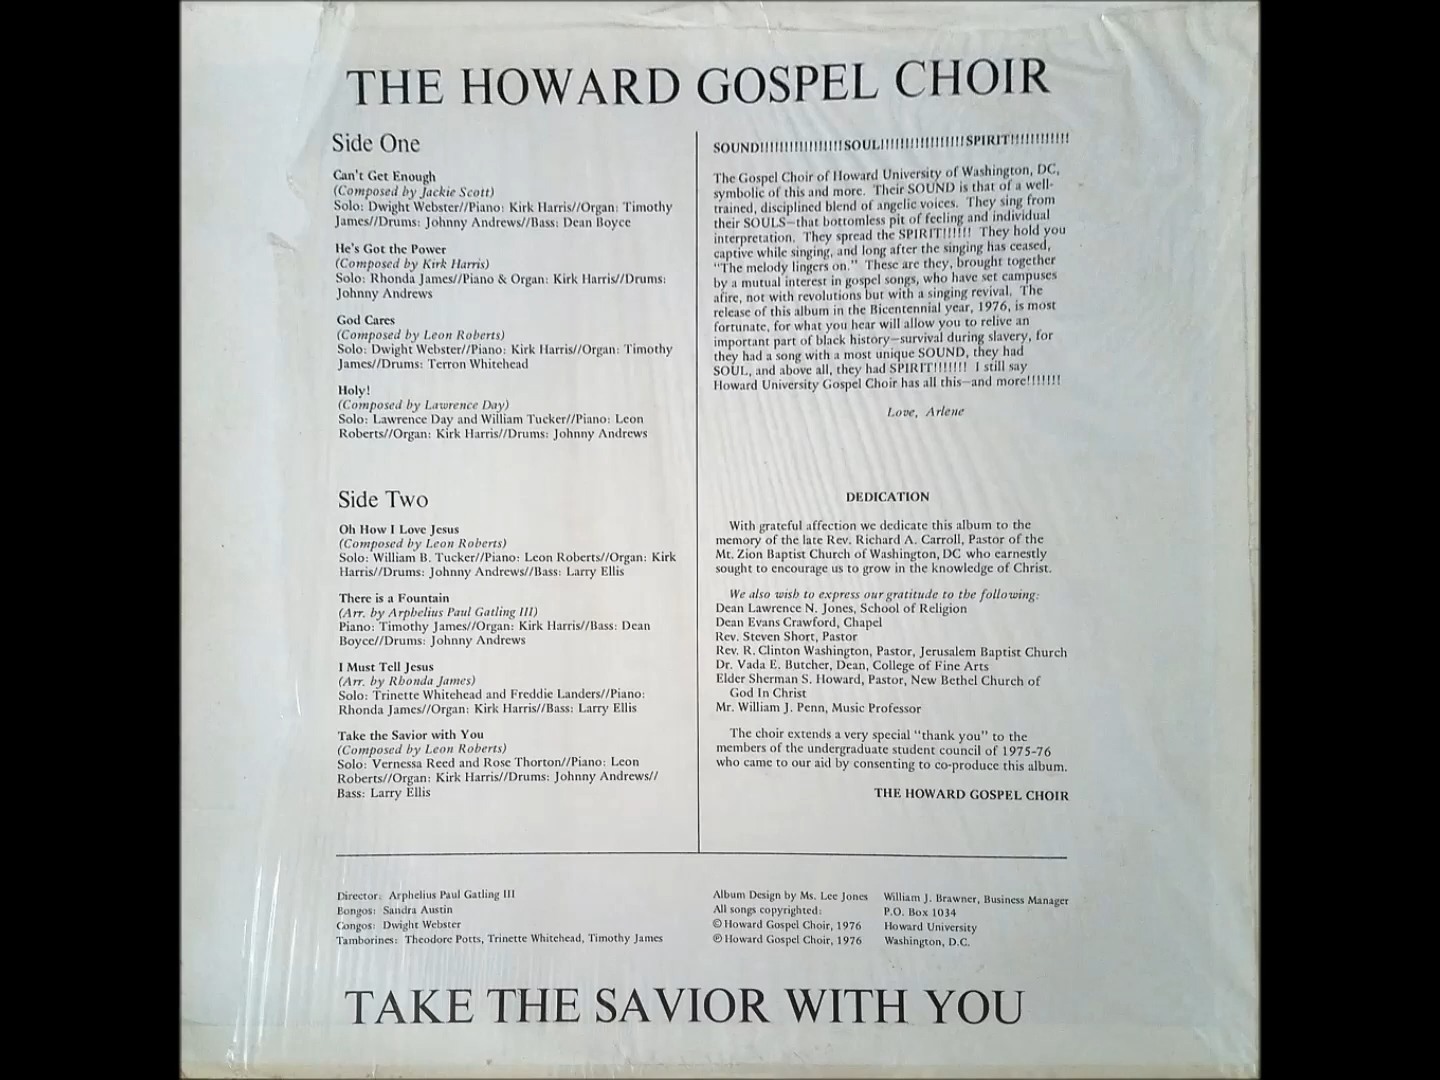 THE HOWARD GOSPEL CHOIR
Side One
Can't Get Enough
(Composed by Jackie Scott)
Solo: Dwight Webster//Piano: Kirk Harris//Organ: Timothy
James//Drums: Johnny Andrews//Bass: Dean Boyce
He's Got the Power
(Composed by Kirk Harris)
Solo: Rhonda James//Piano & Organ: Kirk Harris//Drums:
Johnny Andrews
God Cares
(Composed by Leon Roberts)
Solo: Dwight Webster//Piano: Kirk Harris//Organ: Timothy
James//Drums: Terron Whitehead
Holy!
(Composed by Lawrence Day)
Solo: Lawrence Day and William Tucker//Piano: Leon
Roberts//Organ: Kirk Harris//Drums: Johnny Andrews
Side Two
Oh How I Love Jesus
(Composed by Leon Roberts)
Solo: William B. Tucker//Piano: Leon Roberts//Organ: Kirk
Harris//Drums: Johnny Andrews//Bass: Larry Ellis
There is a Fountain
(Arr. by Arphelius Paul Gatling III)
Piano: Timothy James//Organ: Kirk Harris//Bass: Dean
Boyce//Drums: Johnny Andrews
I Must Tell Jesus
(Arr. by Rhonda James)
Solo: Trinette Whitehead and Freddie Landers//Piano:
Rhonda James//Organ: Kirk Harris//Bass: Larry Ellis
Take the Savior with You
(Composed by Leon Roberts)
Solo: Vernessa Reed and Rose Thorton//Piano: Leon
Roberts//Organ: Kirk Harris//Drums: Johnny Andrews//
Bass: Larry Ellis
SOUND!!!!!!!!!!!!!!!!!SOUL!!!!!!!!!!!!!!!!!SPIRIT!!!!!!!!!!!!
The Gospel Choir of Howard University of Washington, DC,
symbolic of this and more. Their SOUND is that of a well-
trained, disciplined blend of angelic voices. They sing from
their SOULS—that bottomless pit of feeling and individual
interpretation. They spread the SPIRIT!!!!!! They hold you
captive while singing, and long after the singing has ceased,
"The melody lingers on." These are they, brought together
by a mutual interest in gospel songs, who have set campuses
afire, not with revolutions but with a singing revival. The
release of this album in the Bicentennial year, 1976, is most
fortunate, for what you hear will allow you to relive an
important part of black history—survival during slavery, for
they had a song with a most unique SOUND, they had
SOUL, and above all, they had SPIRIT!!!!!!! I still say
Howard University Gospel Choir has all this—and more!!!!!!!
Love, Arlene
DEDICATION
With grateful affection we dedicate this album to the
memory of the late Rev. Richard A. Carroll, Pastor of the
Mt. Zion Baptist Church of Washington, DC who earnestly
sought to encourage us to grow in the knowledge of Christ.
We also wish to express our gratitude to the following:
Dean Lawrence N. Jones, School of Religion
Dean Evans Crawford, Chapel
Rev. Steven Short, Pastor
Rev. R. Clinton Washington, Pastor, Jerusalem Baptist Church
Dr. Vada E. Butcher, Dean, College of Fine Arts
Elder Sherman S. Howard, Pastor, New Bethel Church of
God In Christ
Mr. William J. Penn, Music Professor
The choir extends a very special "thank you" to the
members of the undergraduate student council of 1975-76
who came to our aid by consenting to co-produce this album.
THE HOWARD GOSPEL CHOIR
Director: Arphelius Paul Gatling III
Bongos: Sandra Austin
Congos: Dwight Webster
Tamborines: Theodore Potts, Trinette Whitehead, Timothy James
Album Design by Ms. Lee Jones
All songs copyrighted:
© Howard Gospel Choir, 1976
℗ Howard Gospel Choir, 1976
William J. Brawner, Business Manager
P.O. Box 1034
Howard University
Washington, D.C.
TAKE THE SAVIOR WITH YOU